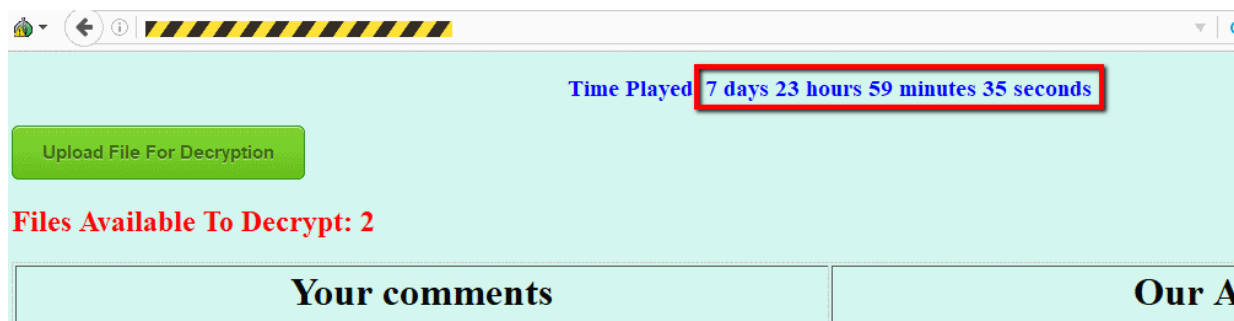 Time Played 7 days 23 hours 59 minutes 35 seconds
Upload File For Decryption
Files Available To Decrypt: 2
Your comments
Our A